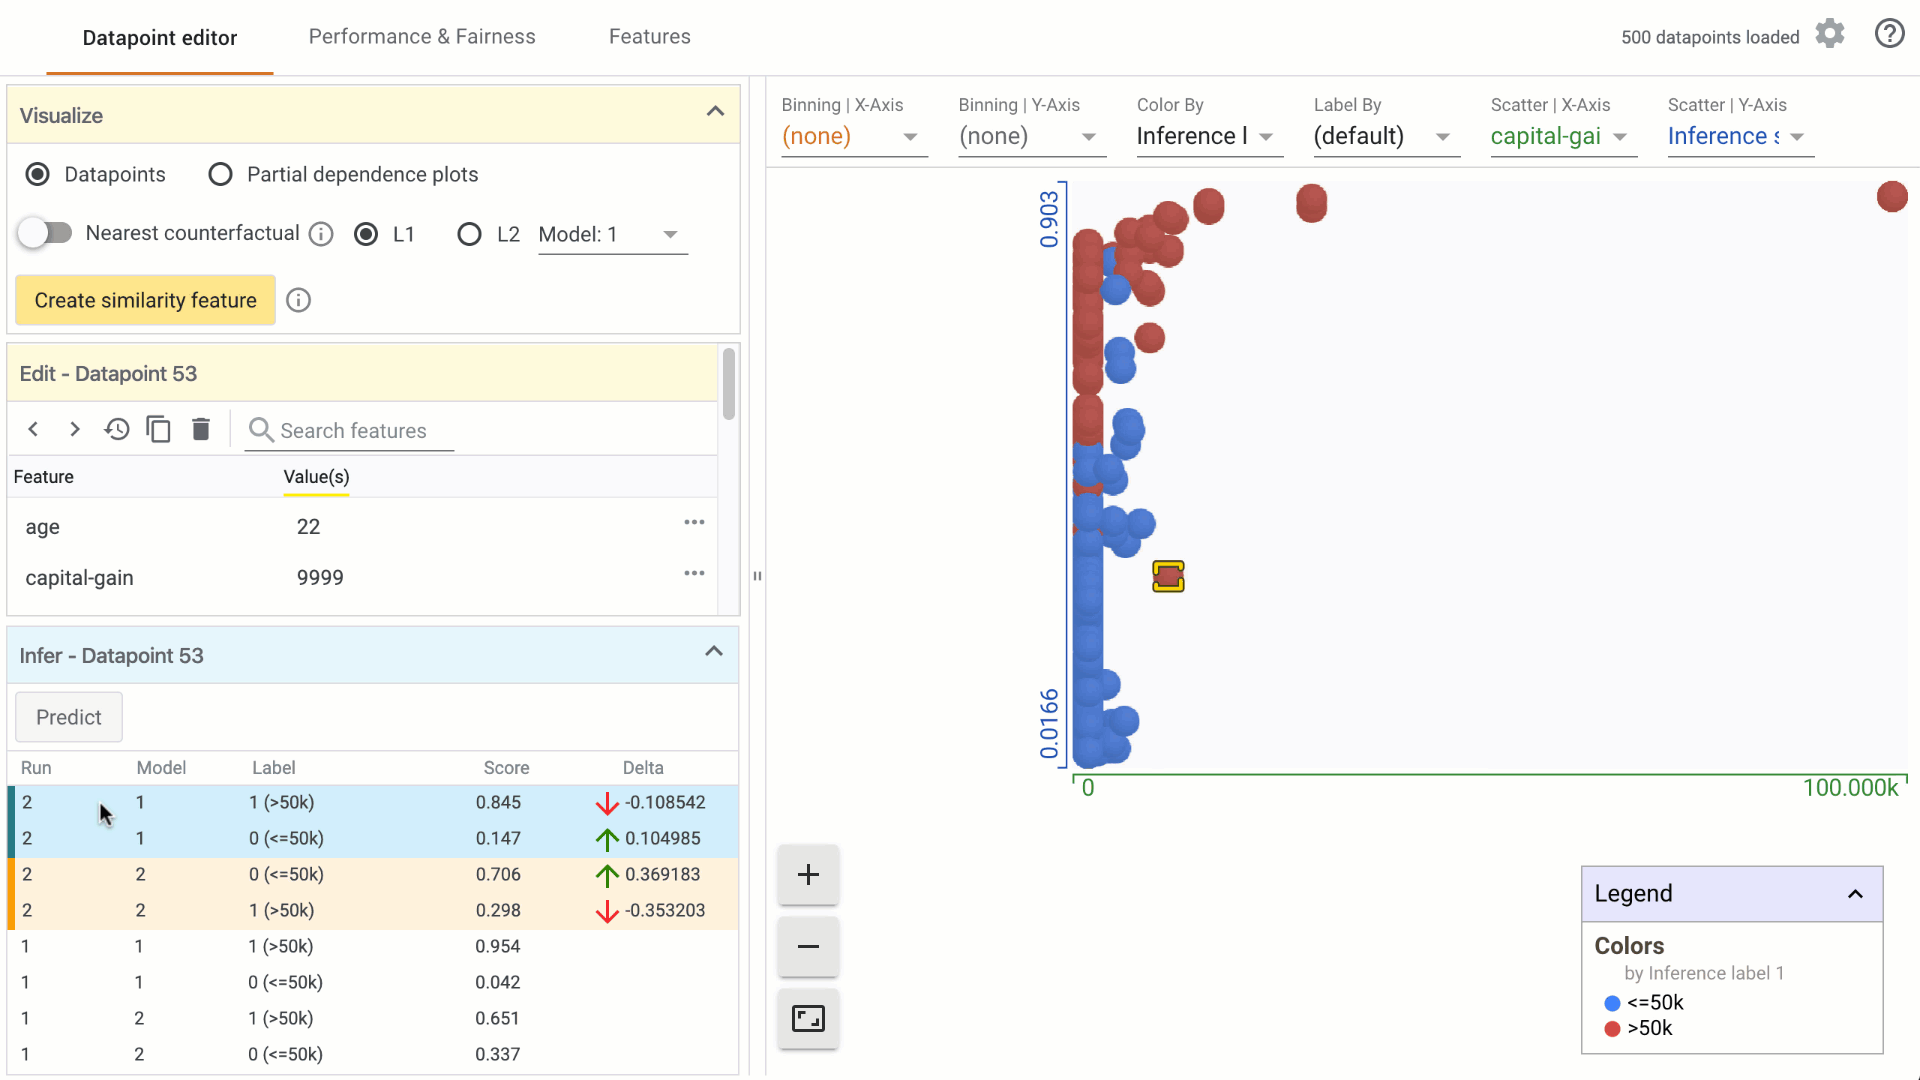 Datapoint editor
Performance & Fairness
Features
500 datapoints loaded
Visualize
Datapoints
Partial dependence plots
Nearest counterfactual
L1
L2
Model: 1
Create similarity feature
Edit - Datapoint 53
Search features
Feature Value(s)
age 22
capital-gain 9999
Infer - Datapoint 53
Predict
Run Model Label Score Delta
2 1 1 (>50k) 0.845 -0.108542
2 1 0 (<=50k) 0.147 0.104985
2 2 0 (<=50k) 0.706 0.369183
2 2 1 (>50k) 0.298 -0.353203
1 1 1 (>50k) 0.954
1 1 0 (<=50k) 0.042
1 2 1 (>50k) 0.651
1 2 0 (<=50k) 0.337
Binning | X-Axis
(none)
Binning | Y-Axis
(none)
Color By
Inference l
Label By
(default)
Scatter | X-Axis
capital-gai
Scatter | Y-Axis
Inference s
0.903
0.0166
0
100.000k
Legend
Colors
by Inference label 1
<=50k
>50k